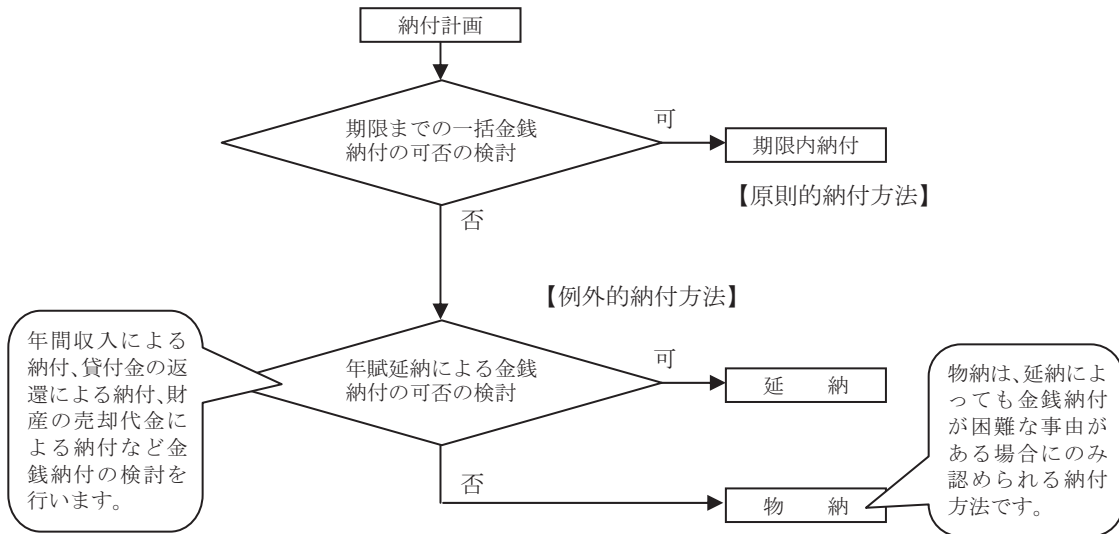 納付計画
期限までの一括金銭
納付の可否の検討
可
期限内納付
【原則的納付方法】
否
【例外的納付方法】
年間収入による
納付、貸付金の返
還による納付、財
産の売却代金に
よる納付など金
銭納付の検討を
行います。
年賦延納による金銭
納付の可否の検討
可
延　　納
否
物　　納
物納は、延納によ
っても金銭納付
が困難な事由が
ある場合にのみ
認められる納付
方法です。